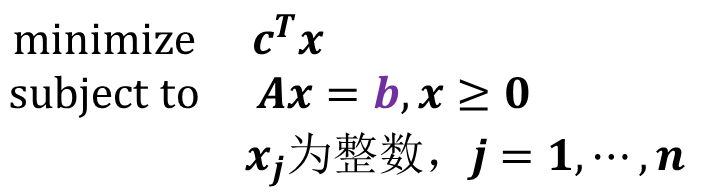 minimize c^T x
subject to Ax = b, x ≥ 0
x_j为整数，j = 1, ⋯, n